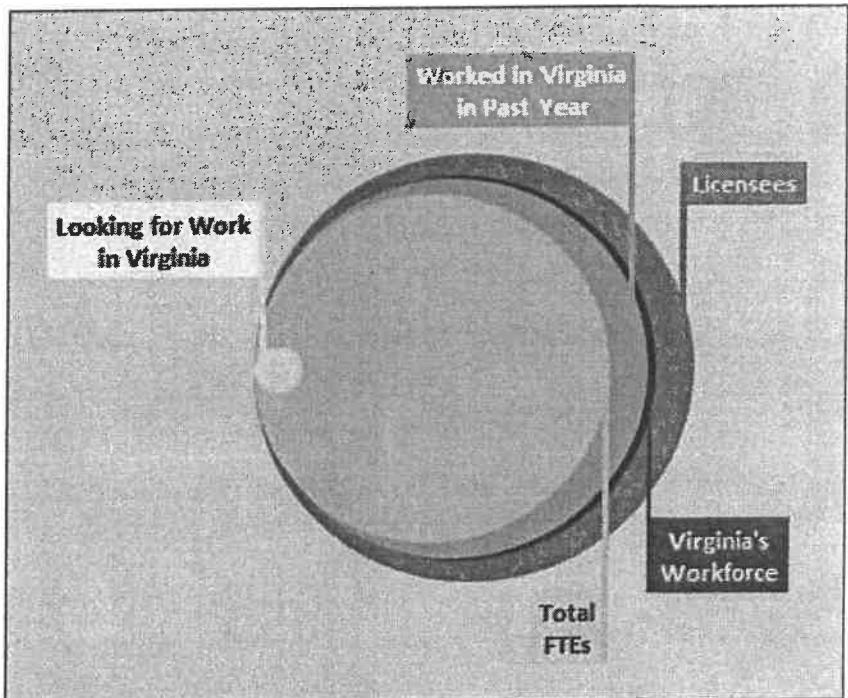 Worked in Virginia
in Past Year
Licensees
Looking for Work
in Virginia
Virginia's
Workforce
Total
FTEs